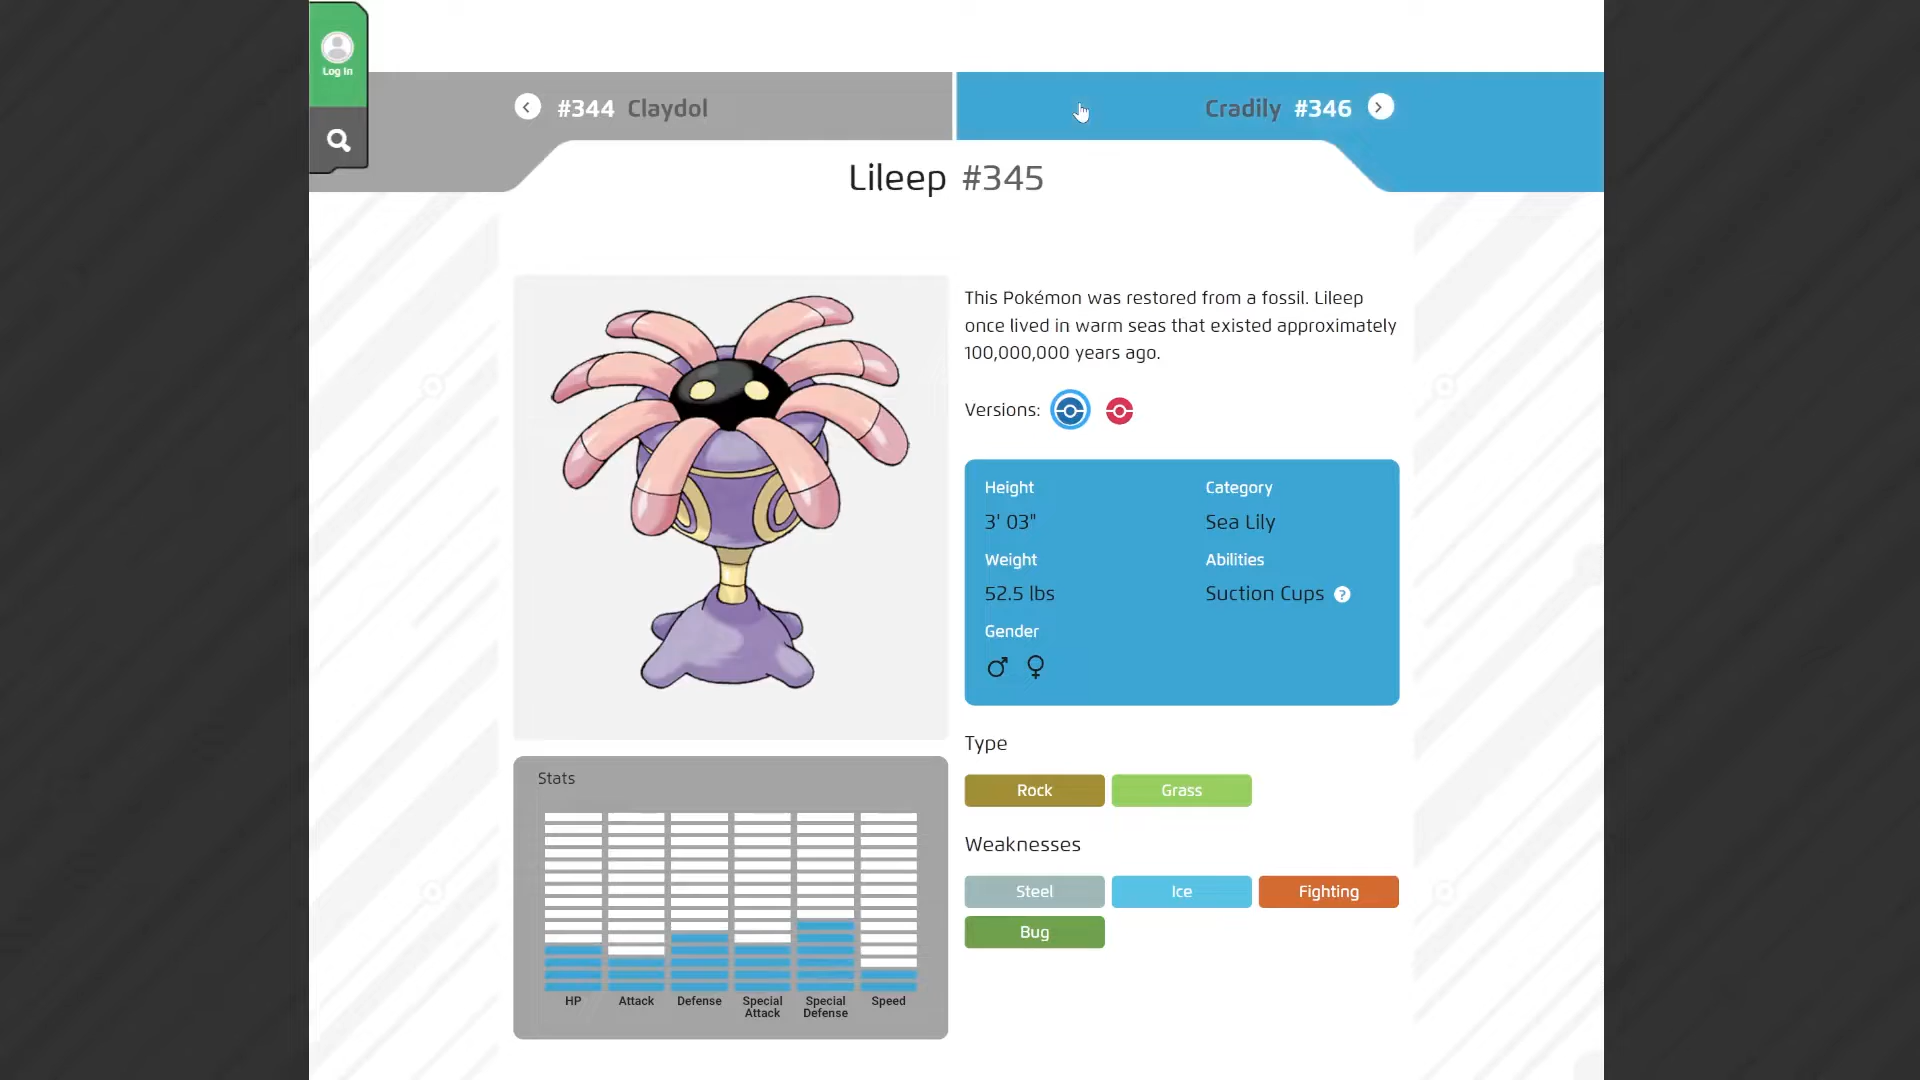 Log In
#344 Claydol
Cradily #346
Lileep #345
This Pokémon was restored from a fossil. Lileep
once lived in warm seas that existed approximately
100,000,000 years ago.
Versions:
Height
Category
3' 03"
Sea Lily
Weight
Abilities
52.5 lbs
Suction Cups ?
Gender
Type
Rock
Grass
Weaknesses
Steel
Ice
Fighting
Bug
Stats
HP
Attack
Defense
Special
Attack
Special
Defense
Speed